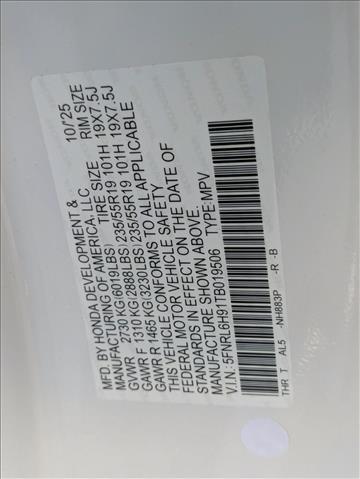 MFD. BY HONDA DEVELOPMENT & 10/'25
MANUFACTURING OF AMERICA, LLC
TIRE SIZE RIM SIZE
GVWR 2730 KG(6019LBS)
GAWR F 1310 KG(2888LBS)235/55R19 101H 19X7.5J
GAWR R 1465 KG(3230LBS)235/55R19 101H 19X7.5J
THIS VEHICLE CONFORMS TO ALL APPLICABLE
FEDERAL MOTOR VEHICLE SAFETY
STANDARDS IN EFFECT ON THE DATE OF
MANUFACTURE SHOWN ABOVE.
V.I.N.: 5FNRL6H91TB019506 TYPE:MPV
THR T AL5 -NH883P -R -B